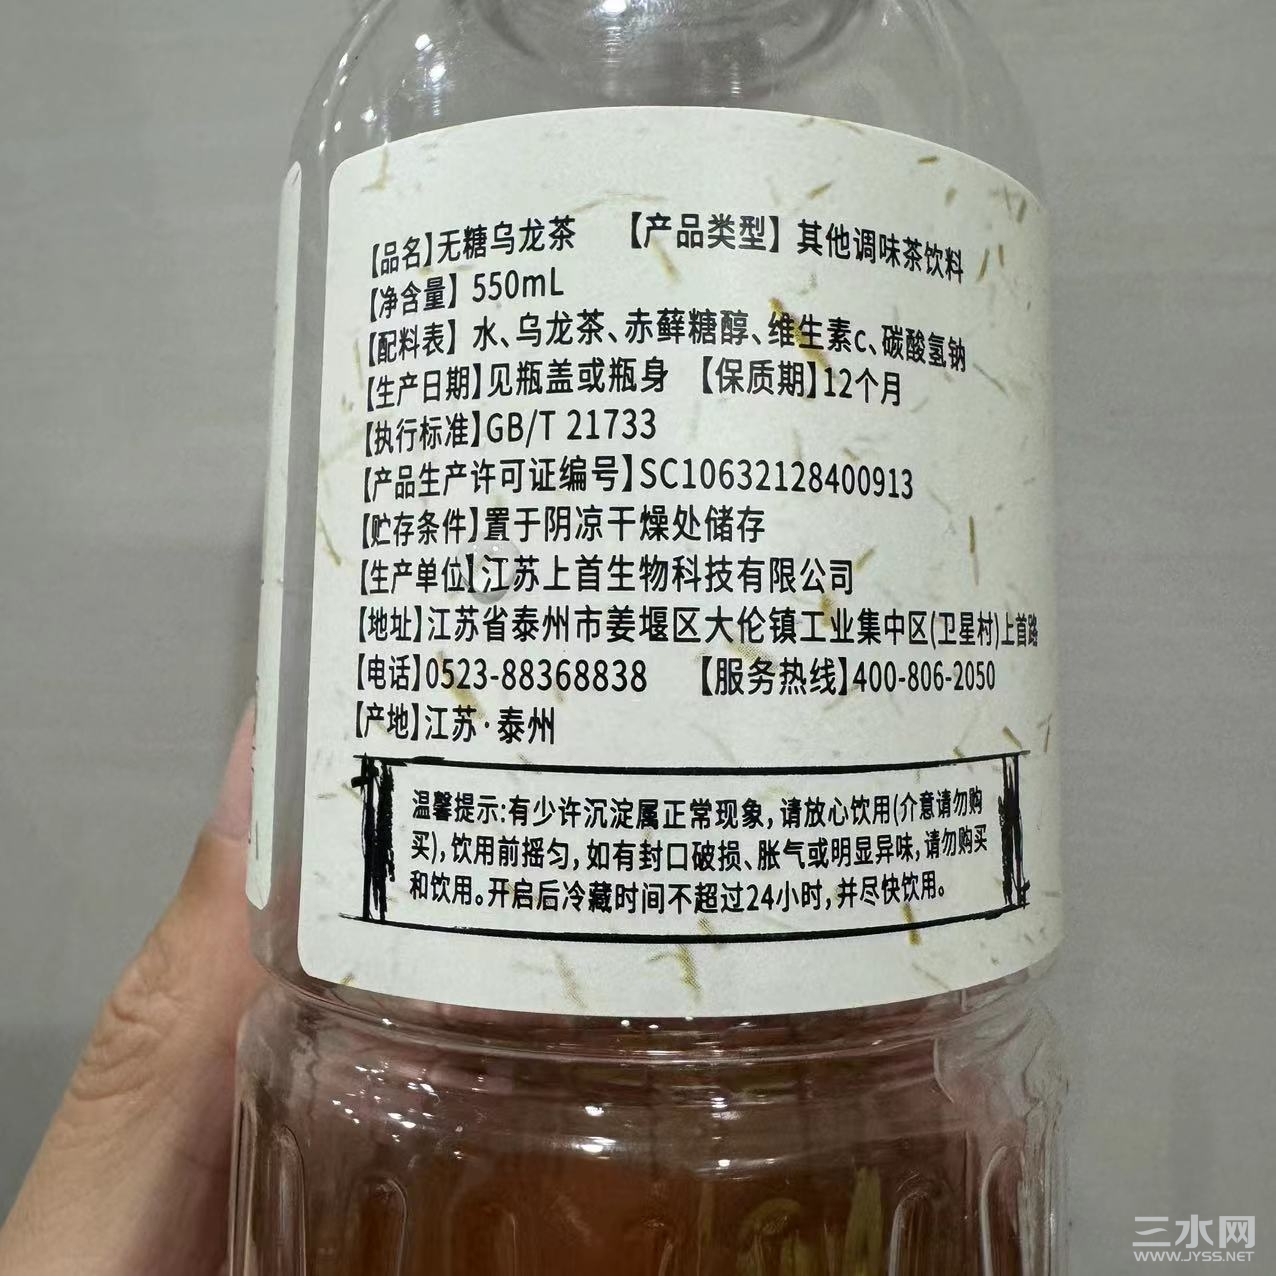 【品名】无糖乌龙茶 【产品类型】其他调味茶饮料
【净含量】550mL
【配料表】水、乌龙茶、赤藓糖醇、维生素c、碳酸氢钠
【生产日期】见瓶盖或瓶身 【保质期】12个月
【执行标准】GB/T 21733
【产品生产许可证编号】SC10632128400913
【贮存条件】置于阴凉干燥处储存
【生产单位】江苏上首生物科技有限公司
【地址】江苏省泰州市姜堰区大伦镇工业集中区(卫星村)上首路
【电话】0523-88368838 【服务热线】400-806-2050
【产地】江苏·泰州
温馨提示:有少许沉淀属正常现象,请放心饮用(介意请勿购
买),饮用前摇匀,如有封口破损、胀气或明显异味,请勿购买
和饮用。开启后冷藏时间不超过24小时,并尽快饮用。
三水网
WWW.JYSS.NET